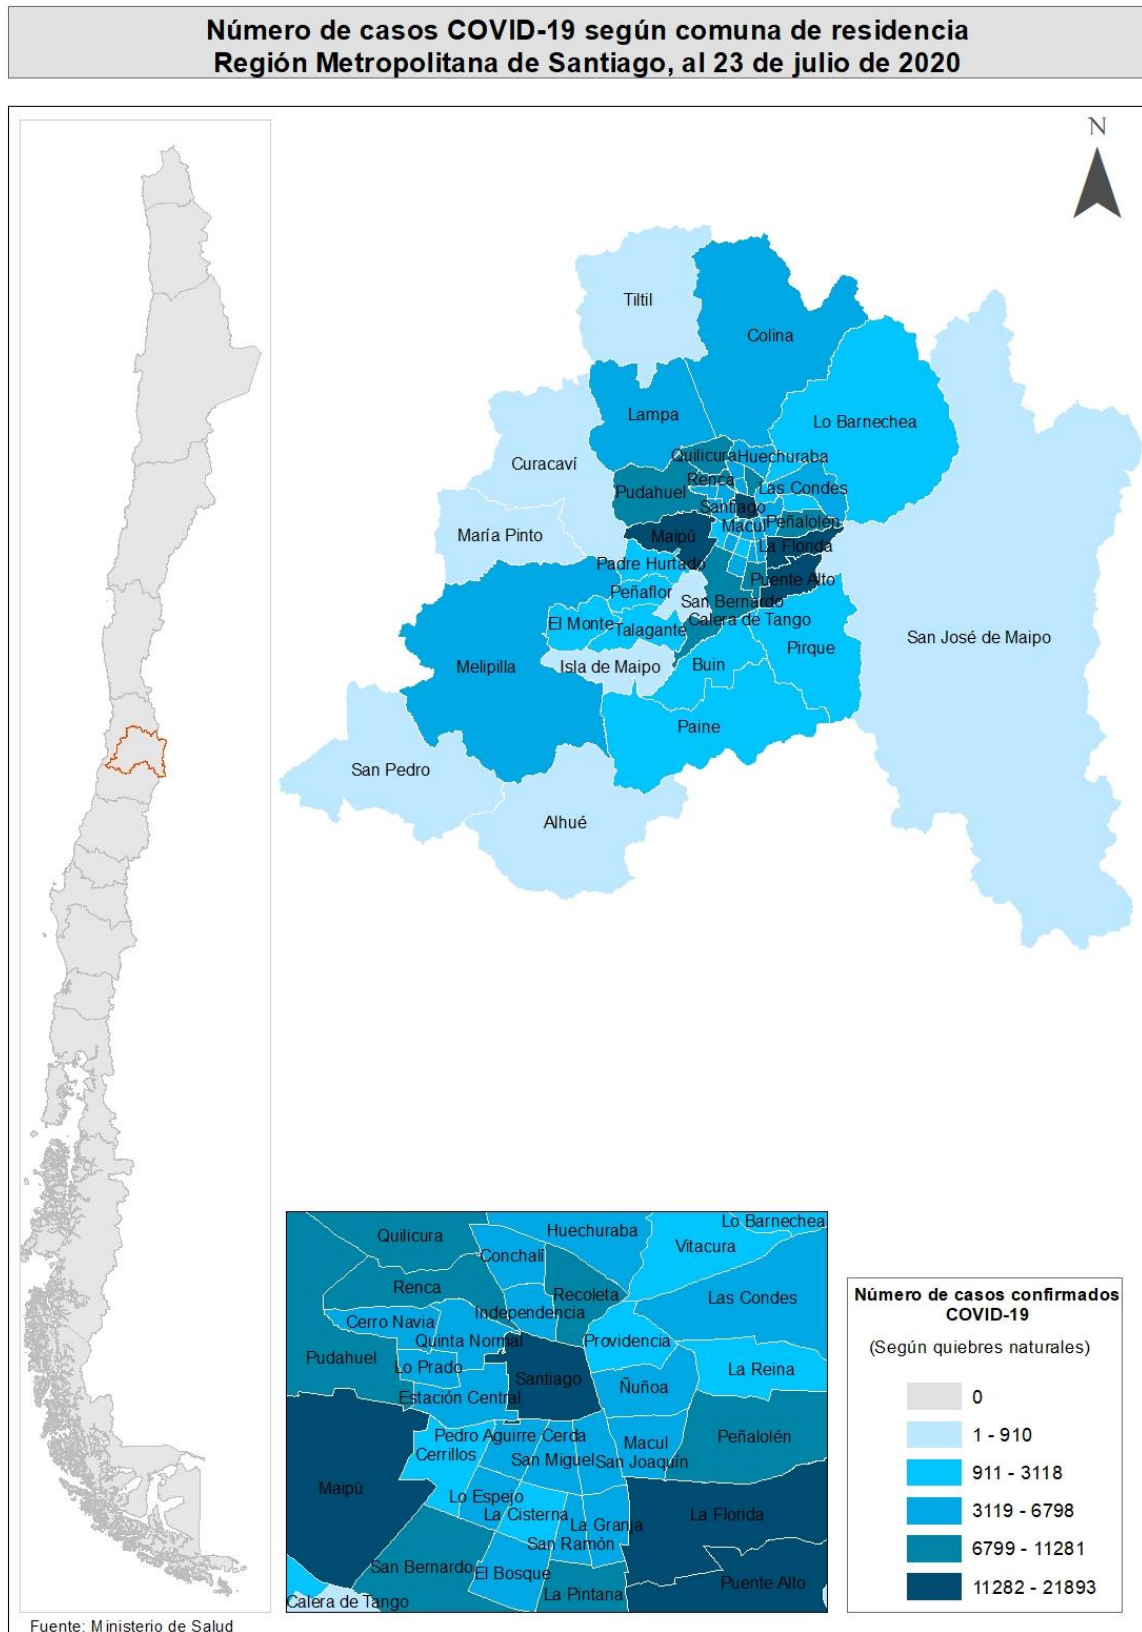 Número de casos COVID-19 según comuna de residencia
Región Metropolitana de Santiago, al 23 de julio de 2020
N
Tiltil
Colina
Lampa
Lo Barnechea
Curacaví
Quilicura
Huechuraba
Renca
Pudahuel
Las Condes
Santiago
María Pinto
Maipú
Macul
Peñalolén
La Florida
Padre Hurtado
Puente Alto
Peñaflor
San Bernardo
El Monte
Talagante
Calera de Tango
San José de Maipo
Pirque
Melipilla
Isla de Maipo
Buin
Paine
San Pedro
Alhué
Lo Barnechea
Quilicura
Huechuraba
Vitacura
Conchalí
Renca
Recoleta
Las Condes
Independencia
Cerro Navia
Quinta Normal
Providencia
Pudahuel
Lo Prado
La Reina
Santiago
Ñuñoa
Estación Central
Pedro Aguirre Cerda
Macul
Peñalolén
Cerrillos
San Miguel
San Joaquín
Maipú
Lo Espejo
La Cisterna
La Granja
La Florida
San Ramón
San Bernardo
El Bosque
La Pintana
Puente Alto
Calera de Tango
Número de casos confirmados
COVID-19
(Según quiebres naturales)
0
1 - 910
911 - 3118
3119 - 6798
6799 - 11281
11282 - 21893
Fuente: Ministerio de Salud